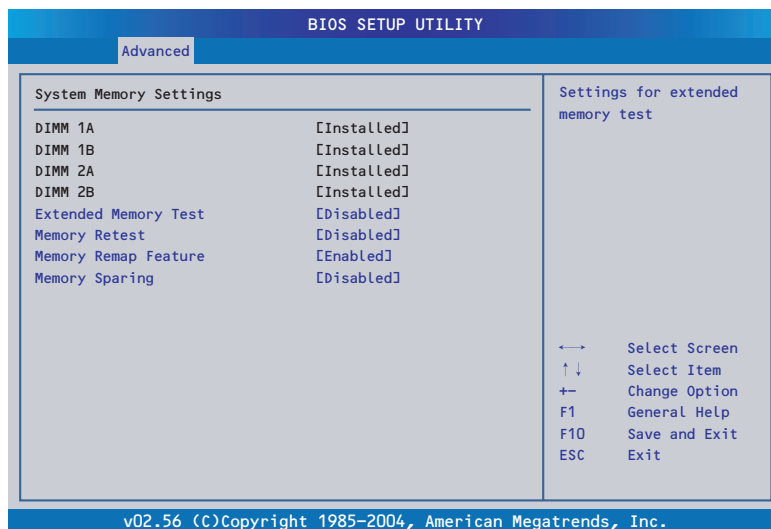 BIOS SETUP UTILITY
Advanced
System Memory Settings
DIMM 1A [Installed]
DIMM 1B [Installed]
DIMM 2A [Installed]
DIMM 2B [Installed]
Extended Memory Test [Disabled]
Memory Retest [Disabled]
Memory Remap Feature [Enabled]
Memory Sparing [Disabled]
Settings for extended
memory test
←→ Select Screen
↑↓ Select Item
+- Change Option
F1 General Help
F10 Save and Exit
ESC Exit
v02.56 (C)Copyright 1985-2004, American Megatrends, Inc.